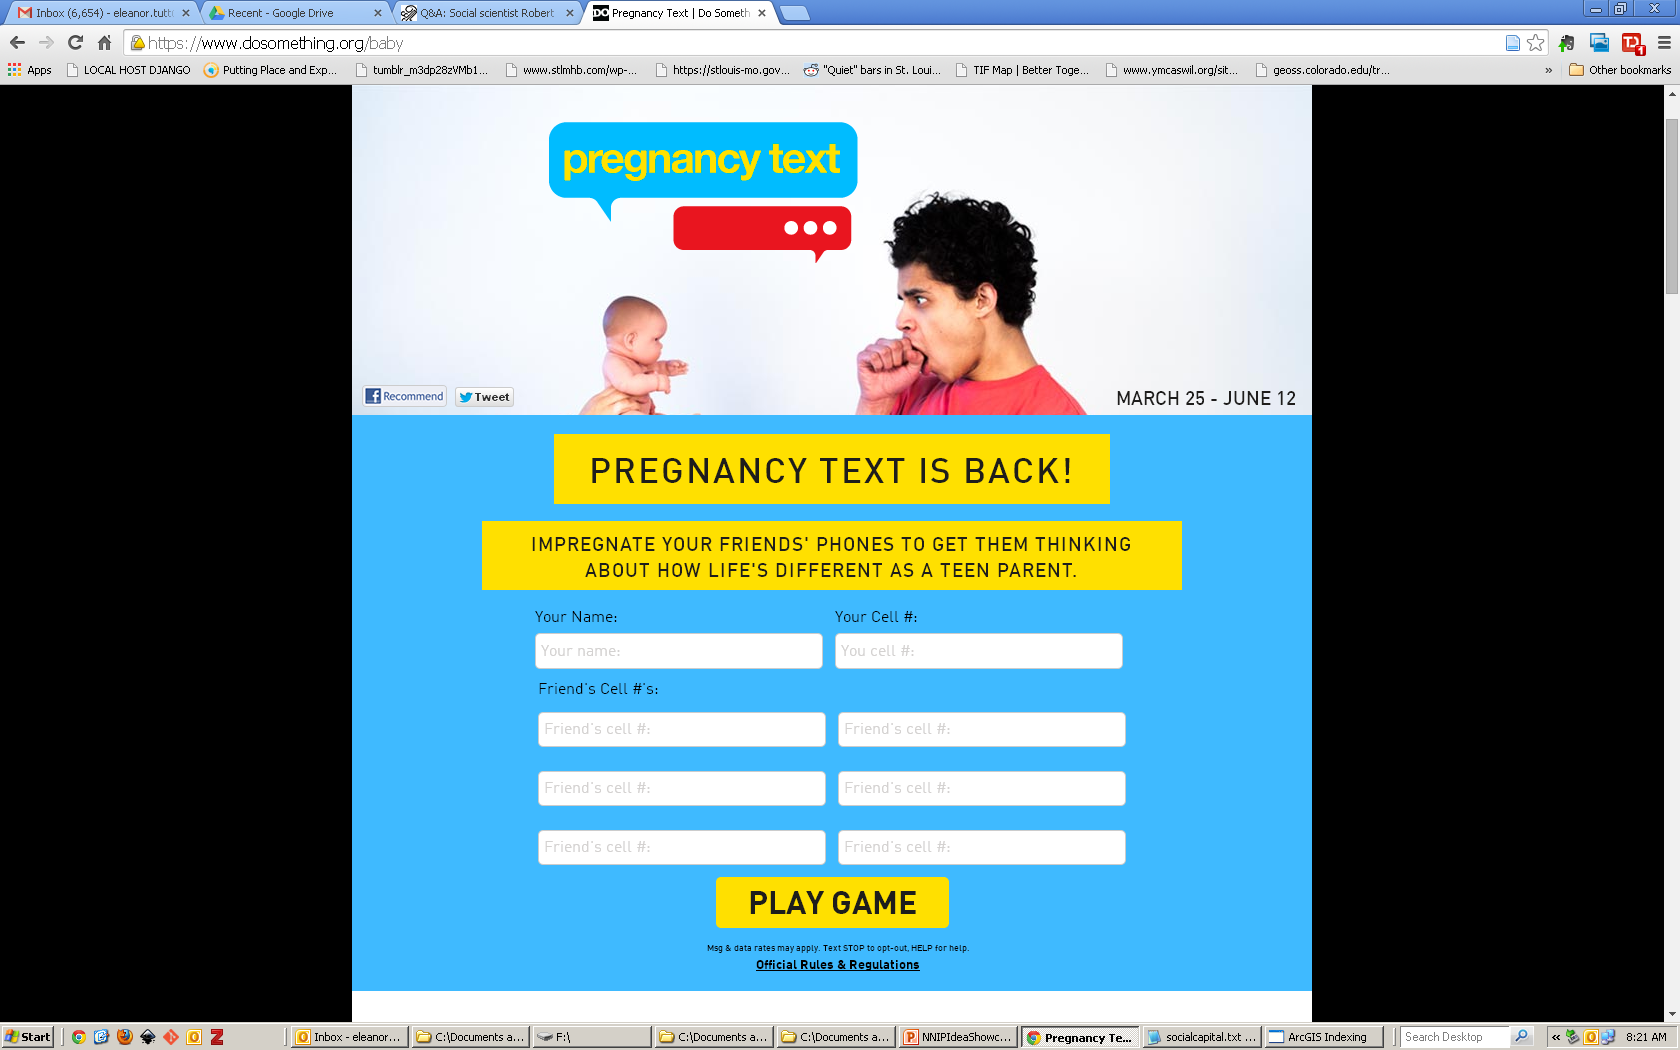 Inbox (6,654) - eleanor.tutt
Recent - Google Drive
Q&A: Social scientist Robert
DO
Pregnancy Text | Do Someth
https://www.dosomething.org/baby
TD 1
Apps
LOCAL HOST DJANGO
Putting Place and Exp...
tumblr_m3dp28zVMb1...
www.stlmhb.com/wp-...
https://stlouis-mo.gov...
"Quiet" bars in St. Loui...
TIF Map | Better Toge...
www.ymcaswil.org/sit...
geoss.colorado.edu/tr...
»
Other bookmarks
pregnancy text
Recommend
Tweet
MARCH 25 - JUNE 12
PREGNANCY TEXT IS BACK!
IMPREGNATE YOUR FRIENDS' PHONES TO GET THEM THINKING
ABOUT HOW LIFE'S DIFFERENT AS A TEEN PARENT.
Your Name: Your Cell #:
Your name: You cell #:
Friend's Cell #'s:
Friend's cell #: Friend's cell #:
Friend's cell #: Friend's cell #:
Friend's cell #: Friend's cell #:
PLAY GAME
Msg & data rates may apply. Text STOP to opt-out, HELP for help.
Official Rules & Regulations
Start
Inbox - eleanor...
C:\Documents a...
F:\
C:\Documents a...
C:\Documents a...
NNIPIdeaShowc...
Pregnancy Te...
socialcapital.txt ...
ArcGIS Indexing
Search Desktop
«
8:21 AM